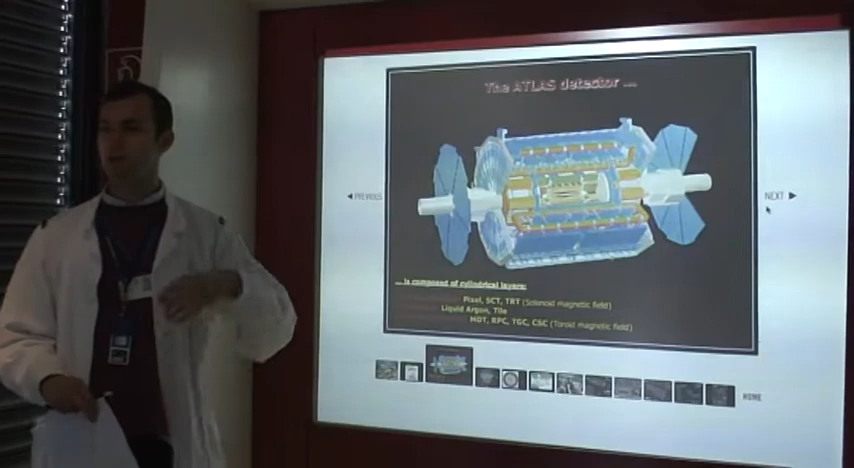 The ATLAS detector ...
◄ PREVIOUS
NEXT ►
... is composed of cylindrical layers:
Pixel, SCT, TRT (Solenoid magnetic field)
Liquid Argon, Tile
MDT, RPC, TGC, CSC (Toroid magnetic field)
HOME